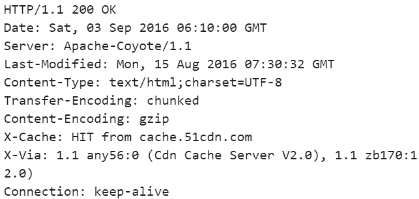 HTTP/1.1 200 OK
Date: Sat, 03 Sep 2016 06:10:00 GMT
Server: Apache-Coyote/1.1
Last-Modified: Mon, 15 Aug 2016 07:30:32 GMT
Content-Type: text/html;charset=UTF-8
Transfer-Encoding: chunked
Content-Encoding: gzip
X-Cache: HIT from cache.51cdn.com
X-Via: 1.1 any56:0 (Cdn Cache Server V2.0), 1.1 zb170:1
2.0)
Connection: keep-alive